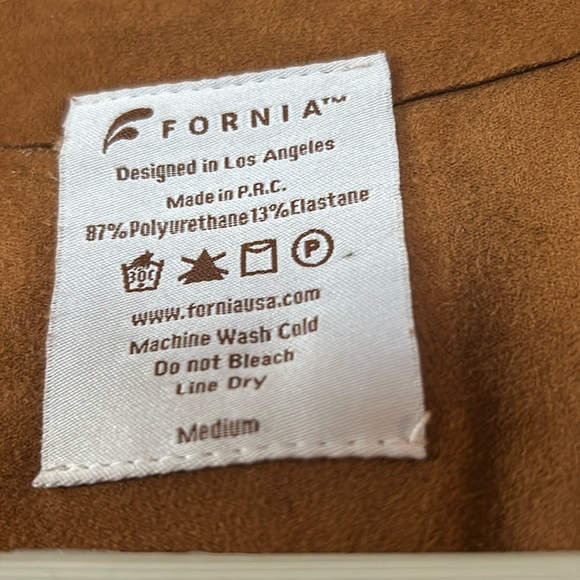 FORNIA™
Designed in Los Angeles
Made in P.R.C.
87%Polyurethane13%Elastane
30C P
www.forniausa.com
Machine Wash Cold
Do not Bleach
Line Dry
Medium